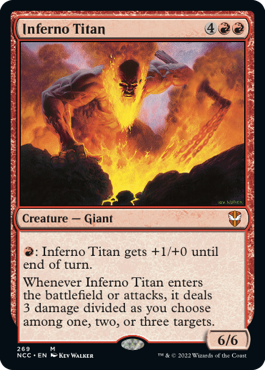 Inferno Titan 4
Creature — Giant
: Inferno Titan gets +1/+0 until
end of turn.
Whenever Inferno Titan enters
the battlefield or attacks, it deals
3 damage divided as you choose
among one, two, or three targets.
6/6
269 M
NCC • EN Kev Walker
™ & © 2022 Wizards of the Coast